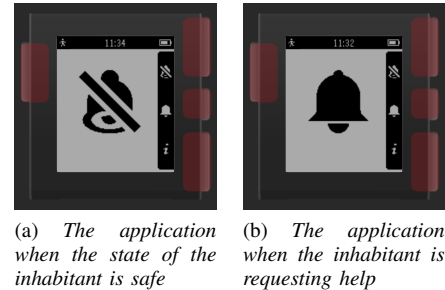 11:34
11:32
i
i
(a) The application
when the state of the
inhabitant is safe
(b) The application
when the inhabitant is
requesting help